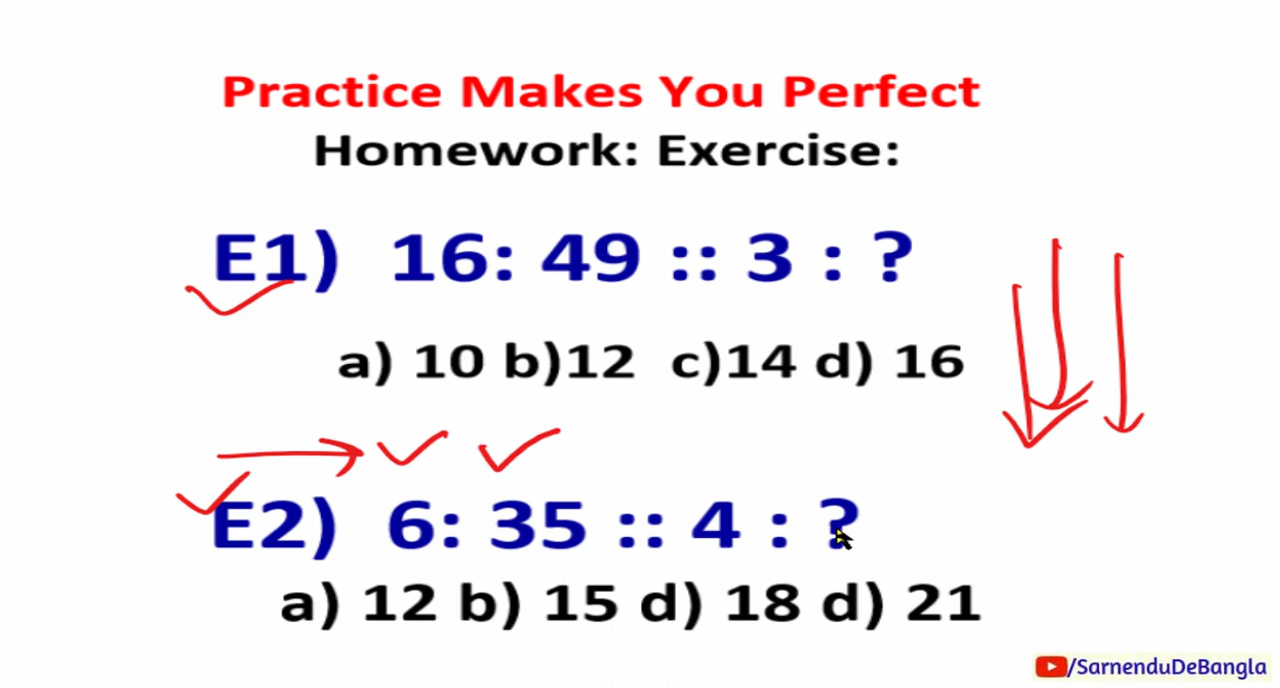 Practice Makes You Perfect
Homework: Exercise:
E1) 16: 49 :: 3 : ?
a) 10 b)12 c)14 d) 16
E2) 6: 35 :: 4 : ?
a) 12 b) 15 d) 18 d) 21
/SarnenduDeBangla